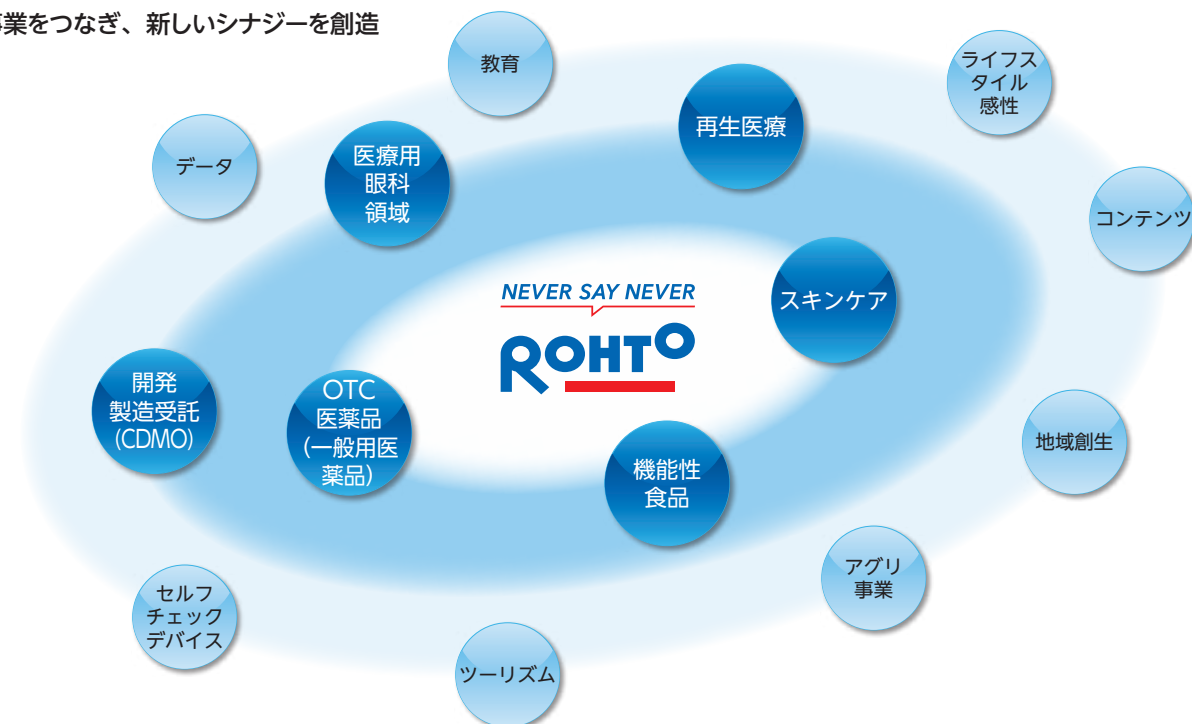 事業をつなぎ、新しいシナジーを創造
教育
ライフス
タイル
感性
再生医療
データ
医療用
眼科
領域
コンテンツ
NEVER SAY NEVER
ROHTO
スキンケア
開発
製造受託
(CDMO)
OTC
医薬品
(一般用医
薬品)
機能性
食品
地域創生
アグリ
事業
セルフ
チェック
デバイス
ツーリズム